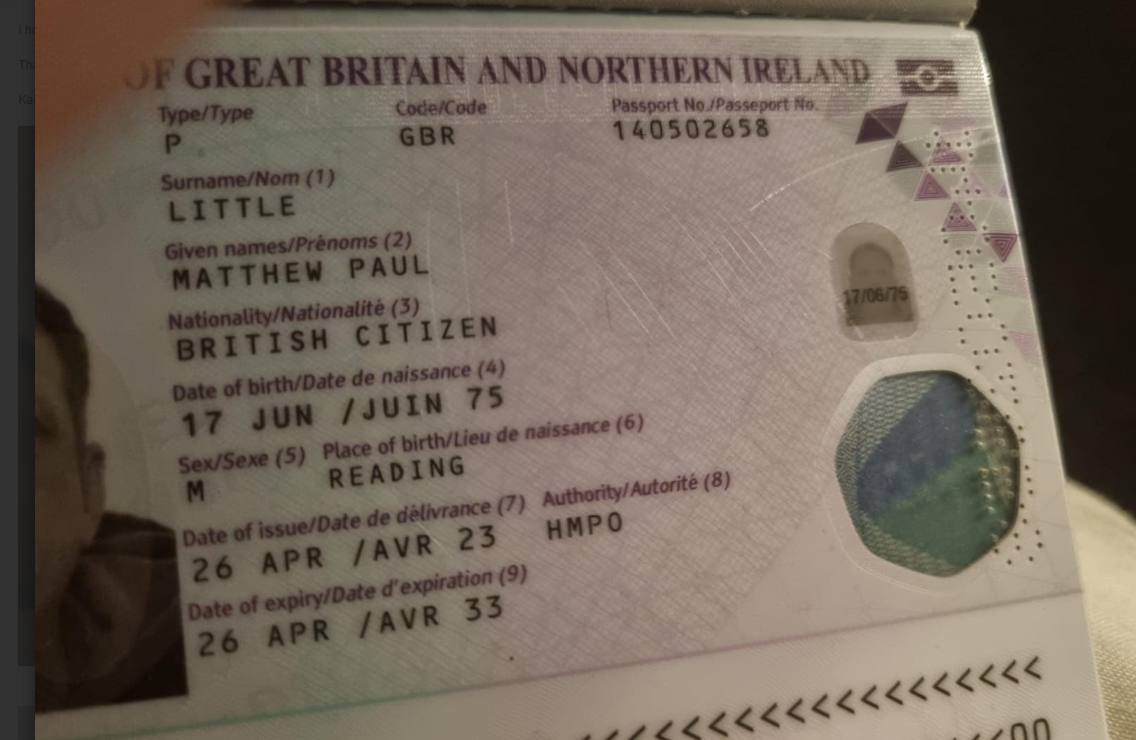 OF GREAT BRITAIN AND NORTHERN IRELAND
Type/Type Code/Code Passport No./Passeport No.
P GBR 140502658
Surname/Nom (1)
LITTLE
Given names/Prénoms (2)
MATTHEW PAUL
Nationality/Nationalité (3)
BRITISH CITIZEN
17/06/75
Date of birth/Date de naissance (4)
17 JUN /JUIN 75
Sex/Sexe (5) Place of birth/Lieu de naissance (6)
M READING
Date of issue/Date de délivrance (7) Authority/Autorité (8)
26 APR /AVR 23 HMPO
Date of expiry/Date d'expiration (9)
26 APR /AVR 33
<<<<<<<<<<<<<<<<<<
<<00